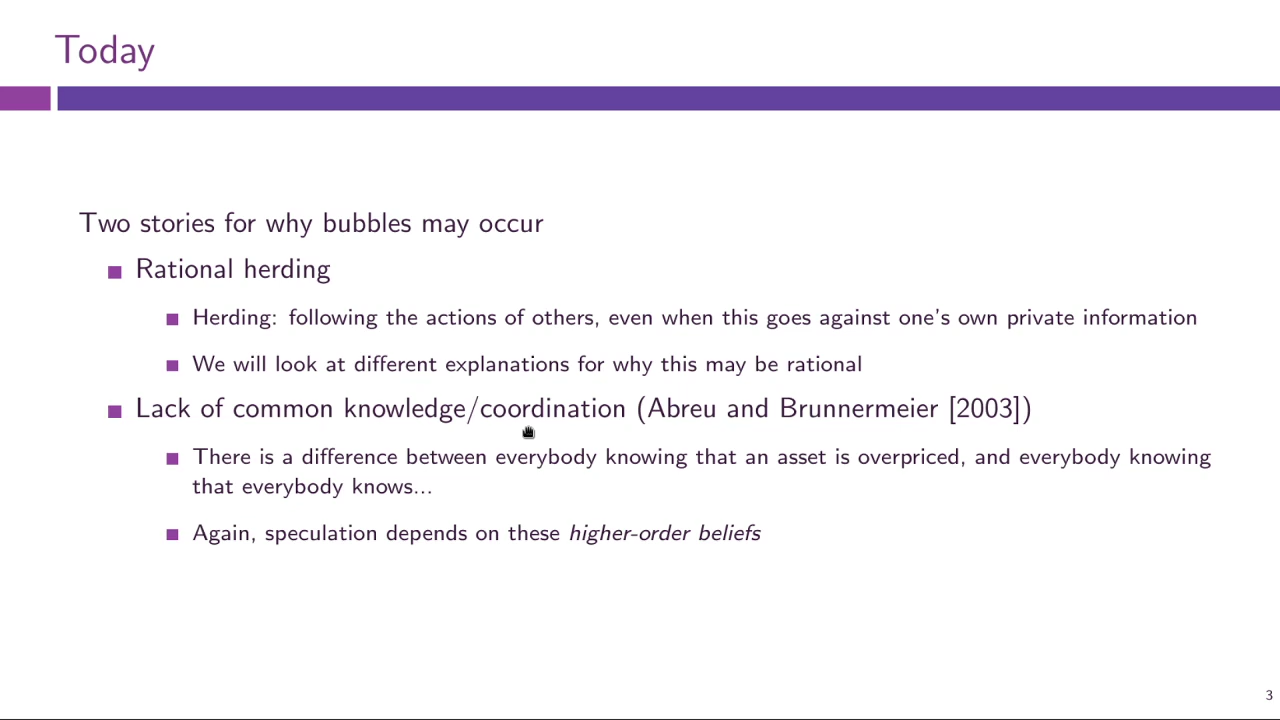 Today
Two stories for why bubbles may occur
Rational herding
Herding: following the actions of others, even when this goes against one's own private information
We will look at different explanations for why this may be rational
Lack of common knowledge/coordination (Abreu and Brunnermeier [2003])
There is a difference between everybody knowing that an asset is overpriced, and everybody knowing
that everybody knows...
Again, speculation depends on these higher-order beliefs
3